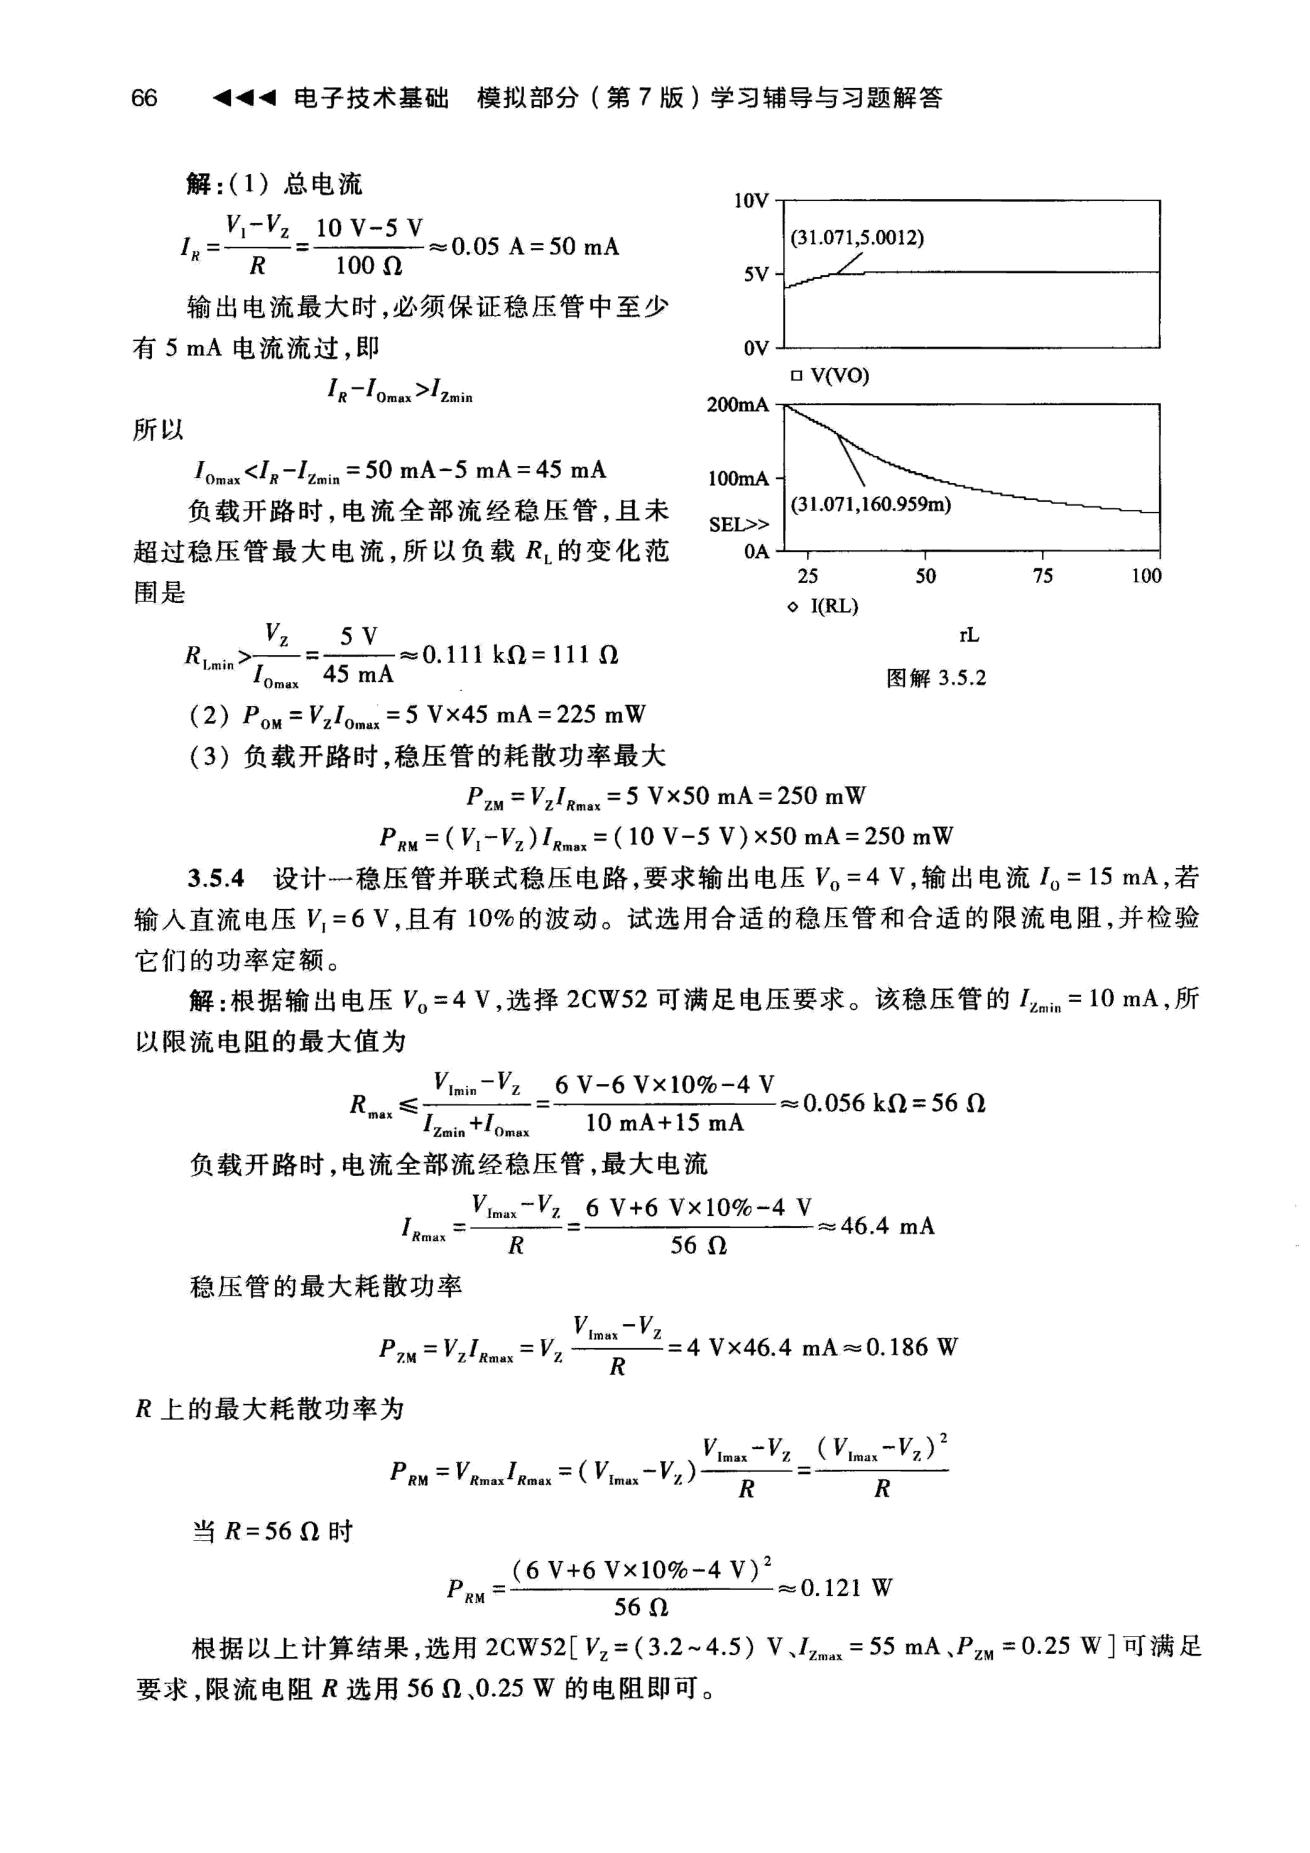 66 ◀◀◀ 电子技术基础 模拟部分(第7版)学习辅导与习题解答
解:(1) 总电流
I_R=(V_I-V_Z)/R=(10 V-5 V)/(100 Ω)≈0.05 A=50 mA
输出电流最大时,必须保证稳压管中至少
有 5 mA 电流流过,即
I_R-I_Omax>I_Zmin
所以
I_Omax<I_R-I_Zmin=50 mA-5 mA=45 mA
负载开路时,电流全部流经稳压管,且未
超过稳压管最大电流,所以负载 R_L 的变化范
围是
R_Lmin>V_Z/I_Omax=5 V/45 mA≈0.111 kΩ=111 Ω
10V
(31.071,5.0012)
5V
0V
□ V(VO)
200mA
100mA
(31.071,160.959m)
SEL>>
0A
25 50 75 100
◇ I(RL)
rL
图解 3.5.2
(2) P_OM=V_Z I_Omax=5 V×45 mA=225 mW
(3) 负载开路时,稳压管的耗散功率最大
P_ZM=V_Z I_Rmax=5 V×50 mA=250 mW
P_RM=(V_I-V_Z)I_Rmax=(10 V-5 V)×50 mA=250 mW
3.5.4 设计一稳压管并联式稳压电路,要求输出电压 V_O=4 V,输出电流 I_O=15 mA,若
输入直流电压 V_I=6 V,且有 10%的波动。试选用合适的稳压管和合适的限流电阻,并检验
它们的功率定额。
解:根据输出电压 V_O=4 V,选择 2CW52 可满足电压要求。该稳压管的 I_Zmin=10 mA,所
以限流电阻的最大值为
R_max≤(V_Imin-V_Z)/(I_Zmin+I_Omax)=(6 V-6 V×10%-4 V)/(10 mA+15 mA)≈0.056 kΩ=56 Ω
负载开路时,电流全部流经稳压管,最大电流
I_Rmax=(V_Imax-V_Z)/R=(6 V+6 V×10%-4 V)/(56 Ω)≈46.4 mA
稳压管的最大耗散功率
P_ZM=V_Z I_Rmax=V_Z (V_Imax-V_Z)/R=4 V×46.4 mA≈0.186 W
R 上的最大耗散功率为
P_RM=V_Rmax I_Rmax=(V_Imax-V_Z)(V_Imax-V_Z)/R=(V_Imax-V_Z)²/R
当 R=56 Ω 时
P_RM=(6 V+6 V×10%-4 V)²/(56 Ω)≈0.121 W
根据以上计算结果,选用 2CW52[V_Z=(3.2~4.5) V、I_Zmax=55 mA、P_ZM=0.25 W]可满足
要求,限流电阻 R 选用 56 Ω、0.25 W 的电阻即可。